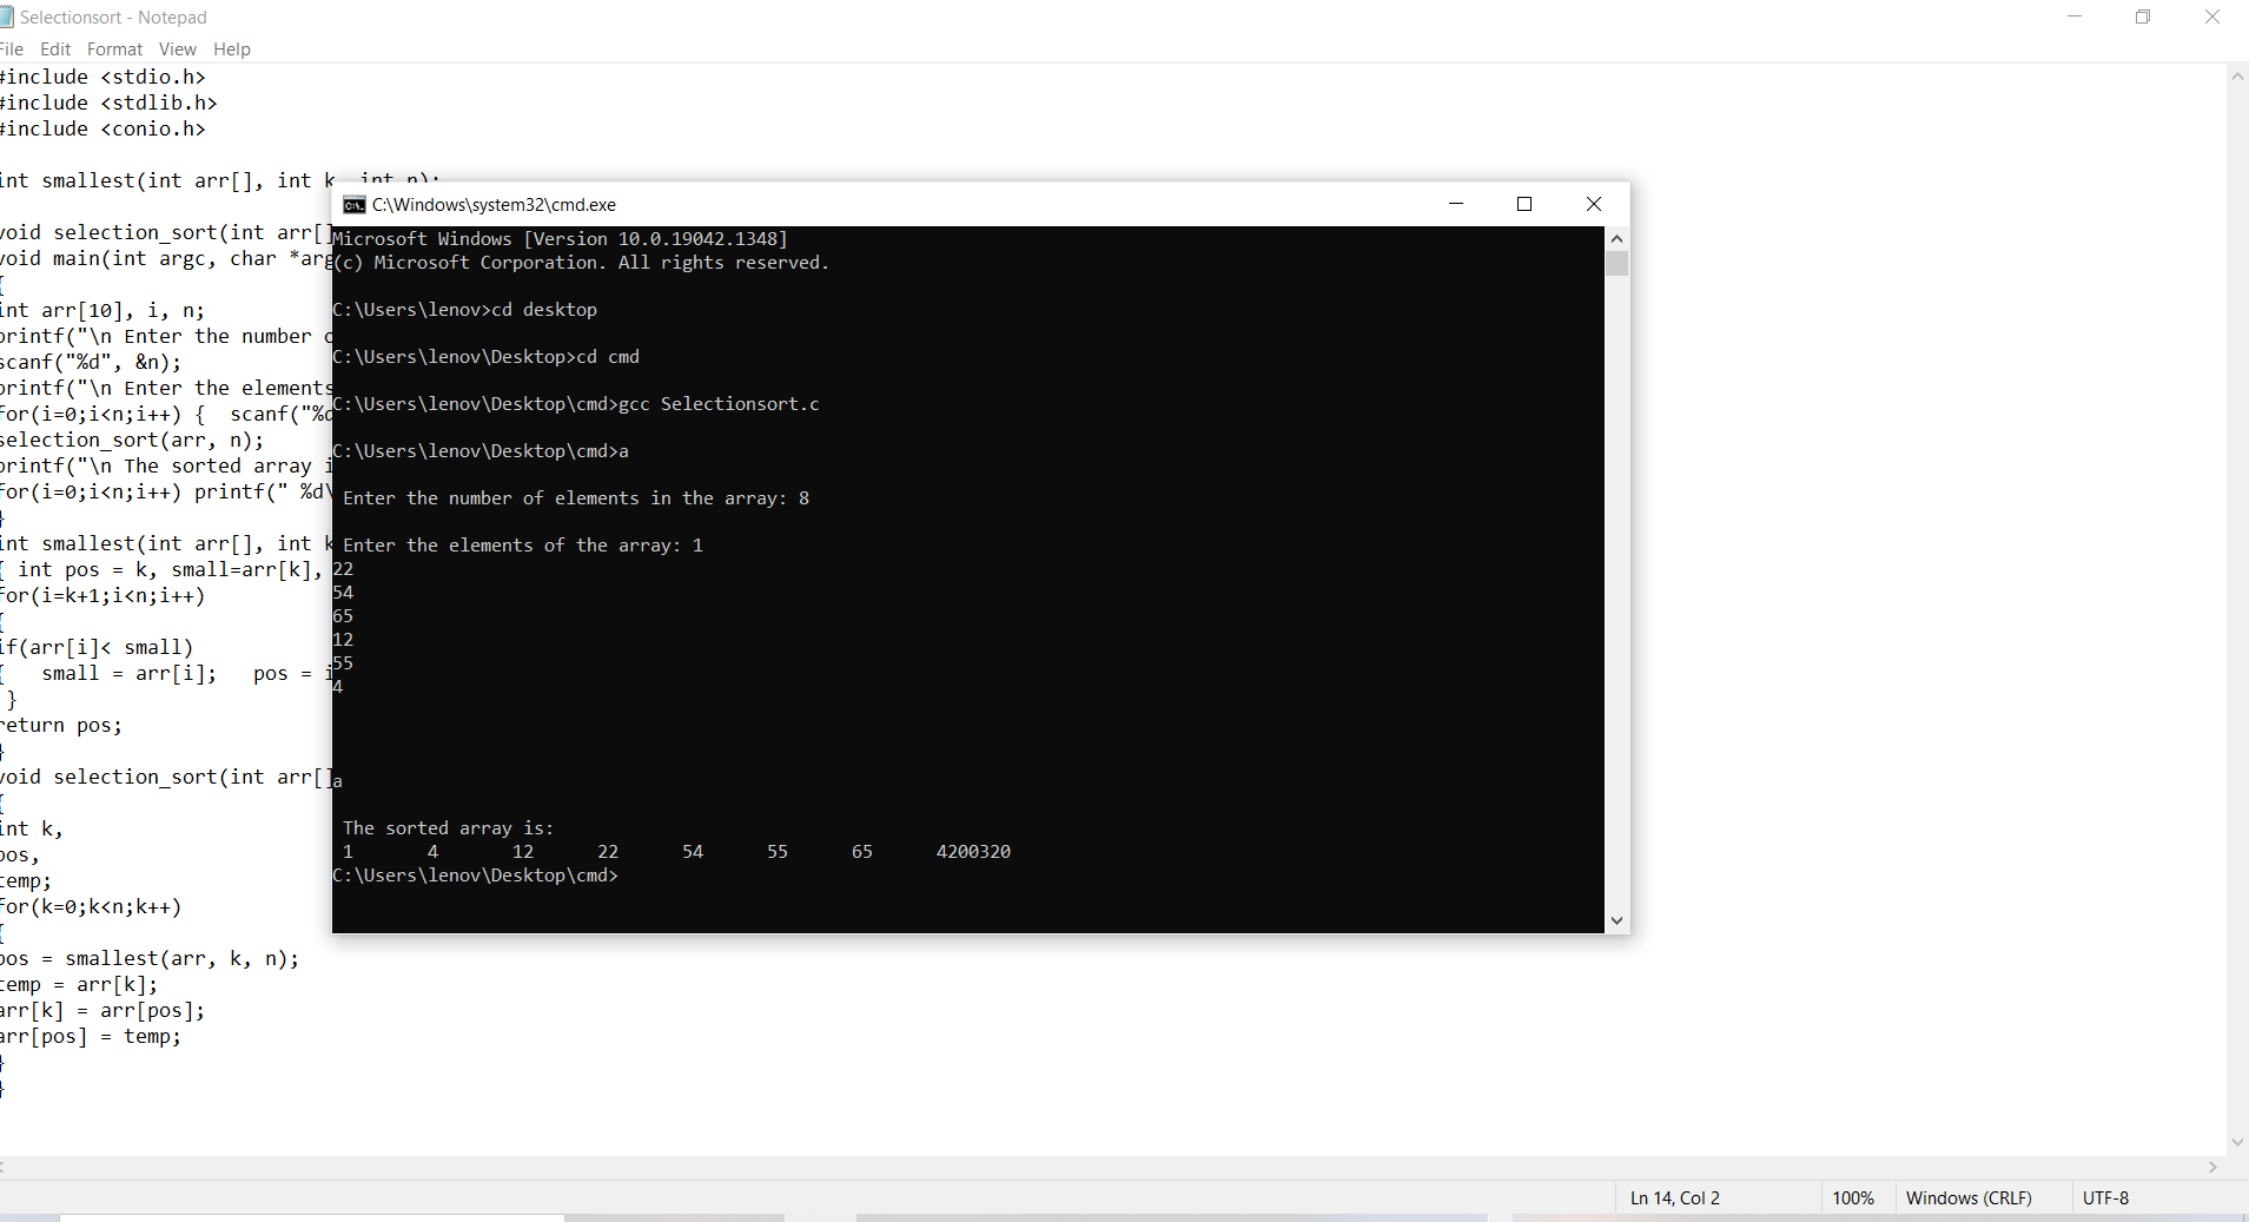 Selectionsort - Notepad
File Edit Format View Help
#include <stdio.h>
#include <stdlib.h>
#include <conio.h>
int smallest(int arr[], int k, int n);
void selection_sort(int arr[]
void main(int argc, char *arg
{
int arr[10], i, n;
printf("\n Enter the number o
scanf("%d", &n);
printf("\n Enter the elements
for(i=0;i<n;i++) {  scanf("%d
selection_sort(arr, n);
printf("\n The sorted array i
for(i=0;i<n;i++) printf(" %d\
}
int smallest(int arr[], int k
{ int pos = k, small=arr[k],
for(i=k+1;i<n;i++)
{
if(arr[i]< small)
{   small = arr[i];   pos = i
}
return pos;
}
void selection_sort(int arr[]
{
int k,
pos,
temp;
for(k=0;k<n;k++)
{
pos = smallest(arr, k, n);
temp = arr[k];
arr[k] = arr[pos];
arr[pos] = temp;
}
}
C:\Windows\system32\cmd.exe
Microsoft Windows [Version 10.0.19042.1348]
(c) Microsoft Corporation. All rights reserved.
C:\Users\lenov>cd desktop
C:\Users\lenov\Desktop>cd cmd
C:\Users\lenov\Desktop\cmd>gcc Selectionsort.c
C:\Users\lenov\Desktop\cmd>a
Enter the number of elements in the array: 8
Enter the elements of the array: 1
22
54
65
12
55
4
a
The sorted array is:
1 4 12 22 54 55 65 4200320
C:\Users\lenov\Desktop\cmd>
Ln 14, Col 2 100% Windows (CRLF) UTF-8